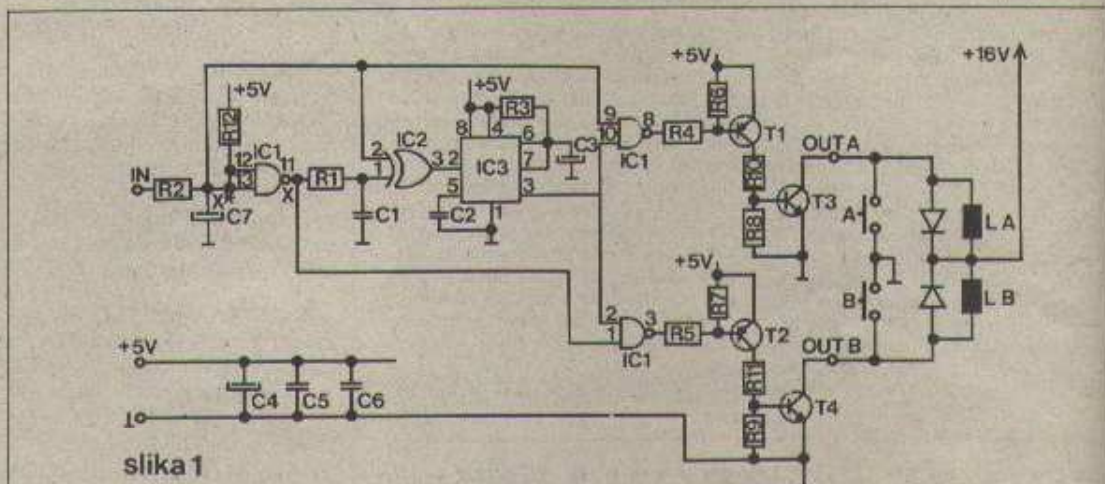 +5V
+16V
+5V
R6
+5V
R3
9
8
R12
8
4
10
R4
T1
IC1
IC2
6
C3
IC1
OUT A
12
11
2
3
2
IC3
7
R10
IN
R2
13
R1
1
5
3
T3
X
X
X
C7
C1
C2
1
R8
A
L A
+5V
B
L B
R7
2
3
R5
T2
1
+5V
IC1
OUT B
R11
C4
C5
C6
T4
R9
slika 1